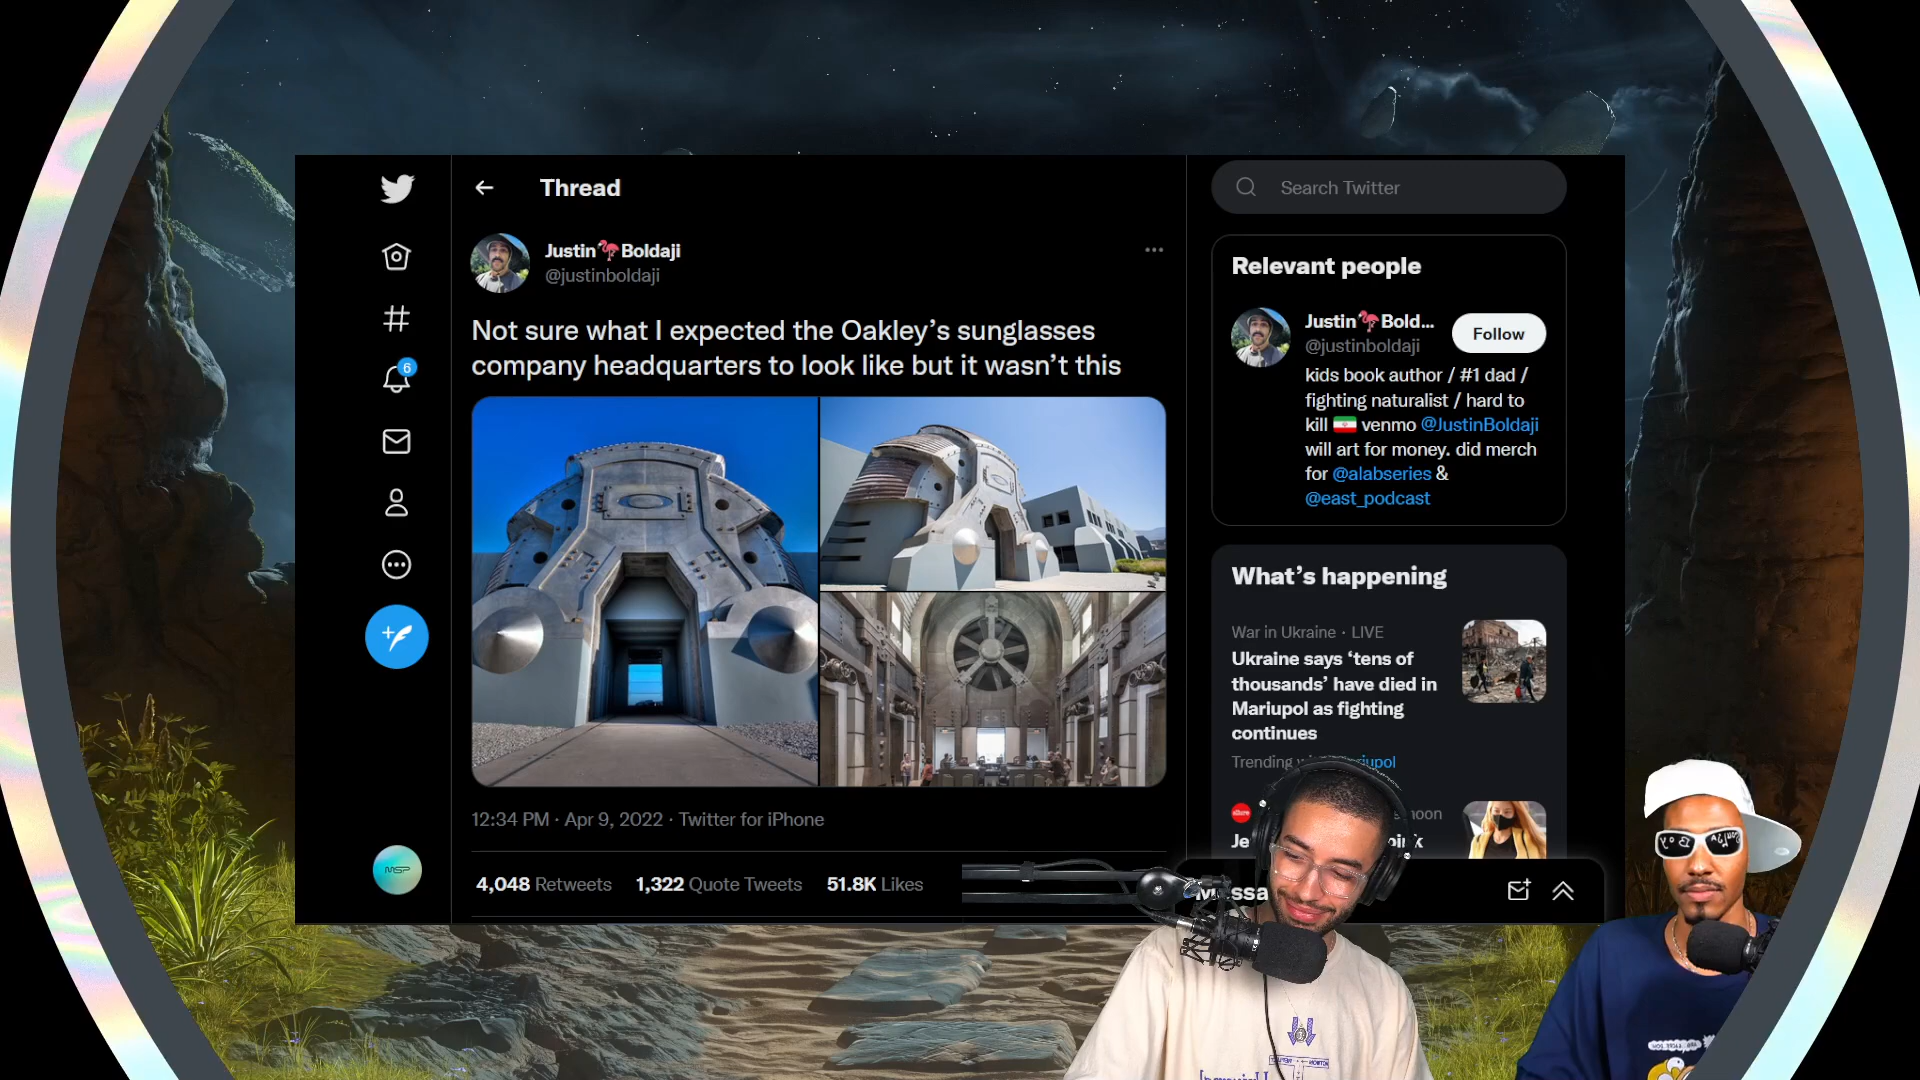 Thread
Search Twitter
Justin🦩Boldaji
@justinboldaji
Not sure what I expected the Oakley’s sunglasses
company headquarters to look like but it wasn’t this
12:34 PM · Apr 9, 2022 · Twitter for iPhone
4,048 Retweets 1,322 Quote Tweets 51.8K Likes
6
MSP
Relevant people
Justin🦩Bold...
@justinboldaji
Follow
kids book author / #1 dad /
fighting naturalist / hard to
kill 🇮🇷 venmo @JustinBoldaji
will art for money. did merch
for @alabseries &
@east_podcast
What’s happening
War in Ukraine · LIVE
Ukraine says ‘tens of
thousands’ have died in
Mariupol as fighting
continues
Trending